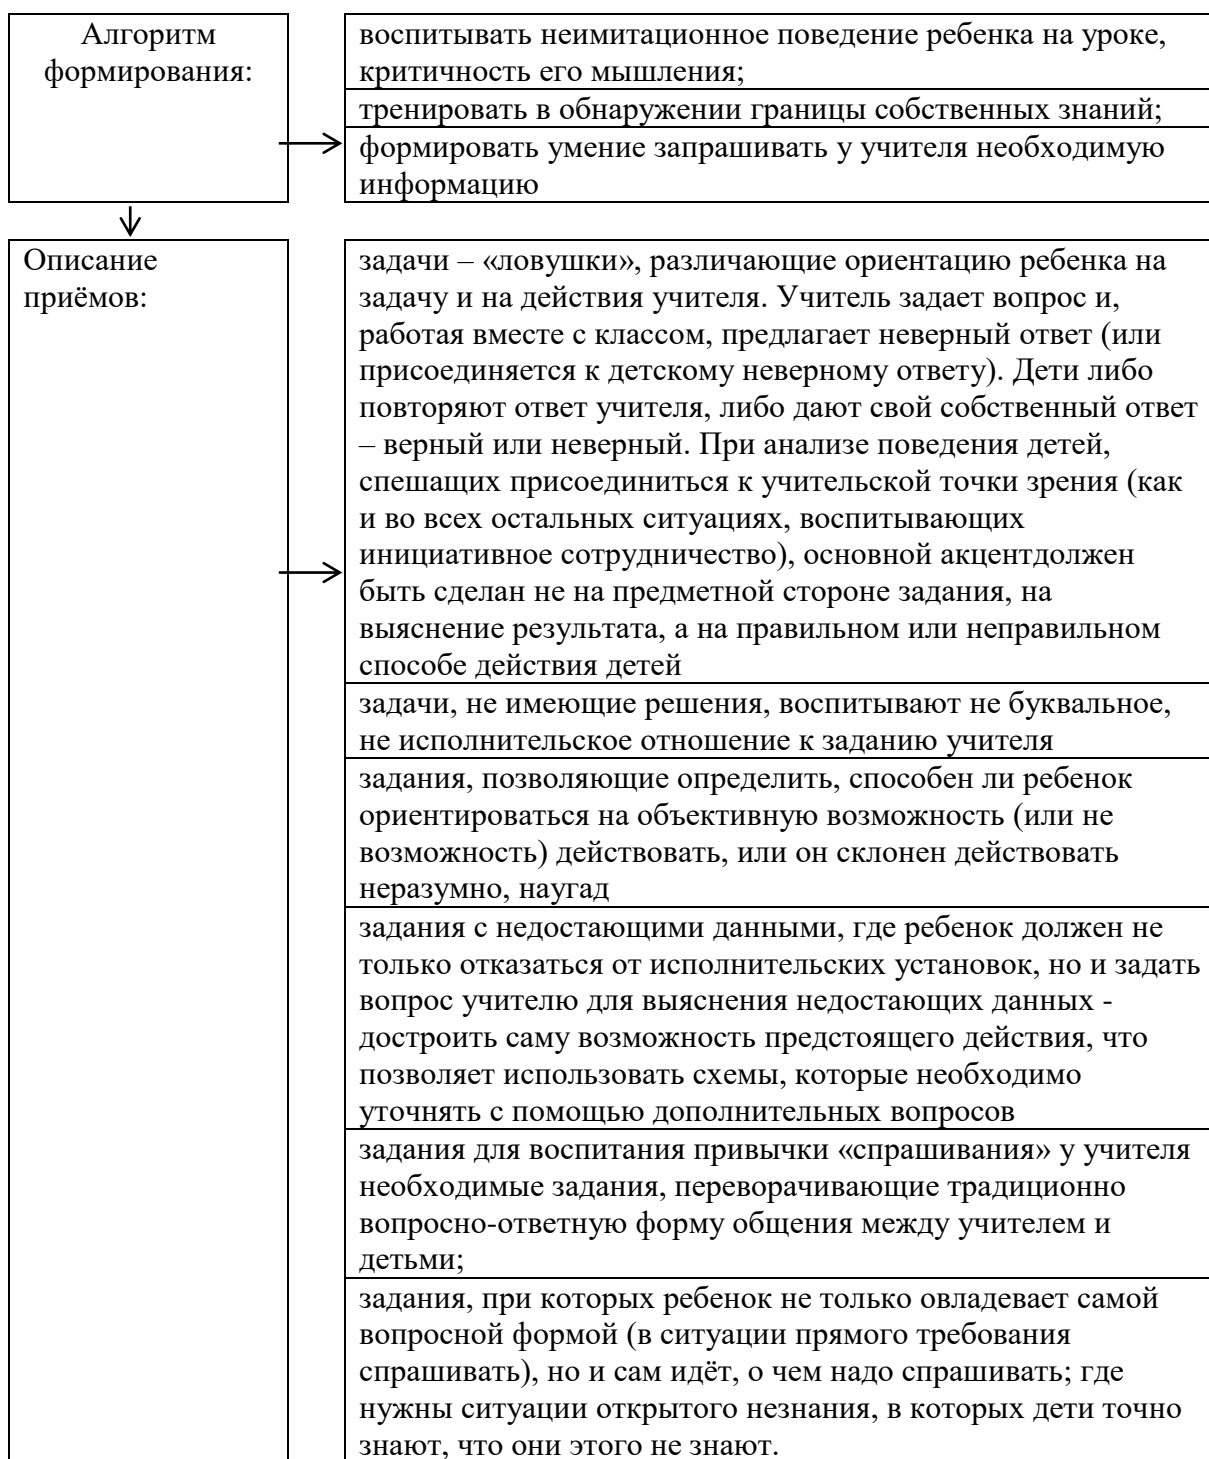 Алгоритм
формирования:
воспитывать неимитационное поведение ребенка на уроке,
критичность его мышления;
тренировать в обнаружении границы собственных знаний;
формировать умение запрашивать у учителя необходимую
информацию
Описание
приёмов:
задачи – «ловушки», различающие ориентацию ребенка на
задачу и на действия учителя. Учитель задает вопрос и,
работая вместе с классом, предлагает неверный ответ (или
присоединяется к детскому неверному ответу). Дети либо
повторяют ответ учителя, либо дают свой собственный ответ
– верный или неверный. При анализе поведения детей,
спешащих присоединиться к учительской точки зрения (как
и во всех остальных ситуациях, воспитывающих
инициативное сотрудничество), основной акцентдолжен
быть сделан не на предметной стороне задания, на
выяснение результата, а на правильном или неправильном
способе действия детей
задачи, не имеющие решения, воспитывают не буквальное,
не исполнительское отношение к заданию учителя
задания, позволяющие определить, способен ли ребенок
ориентироваться на объективную возможность (или не
возможность) действовать, или он склонен действовать
неразумно, наугад
задания с недостающими данными, где ребенок должен не
только отказаться от исполнительских установок, но и задать
вопрос учителю для выяснения недостающих данных -
достроить саму возможность предстоящего действия, что
позволяет использовать схемы, которые необходимо
уточнять с помощью дополнительных вопросов
задания для воспитания привычки «спрашивания» у учителя
необходимые задания, переворачивающие традиционно
вопросно-ответную форму общения между учителем и
детьми;
задания, при которых ребенок не только овладевает самой
вопросной формой (в ситуации прямого требования
спрашивать), но и сам идёт, о чем надо спрашивать; где
нужны ситуации открытого незнания, в которых дети точно
знают, что они этого не знают.